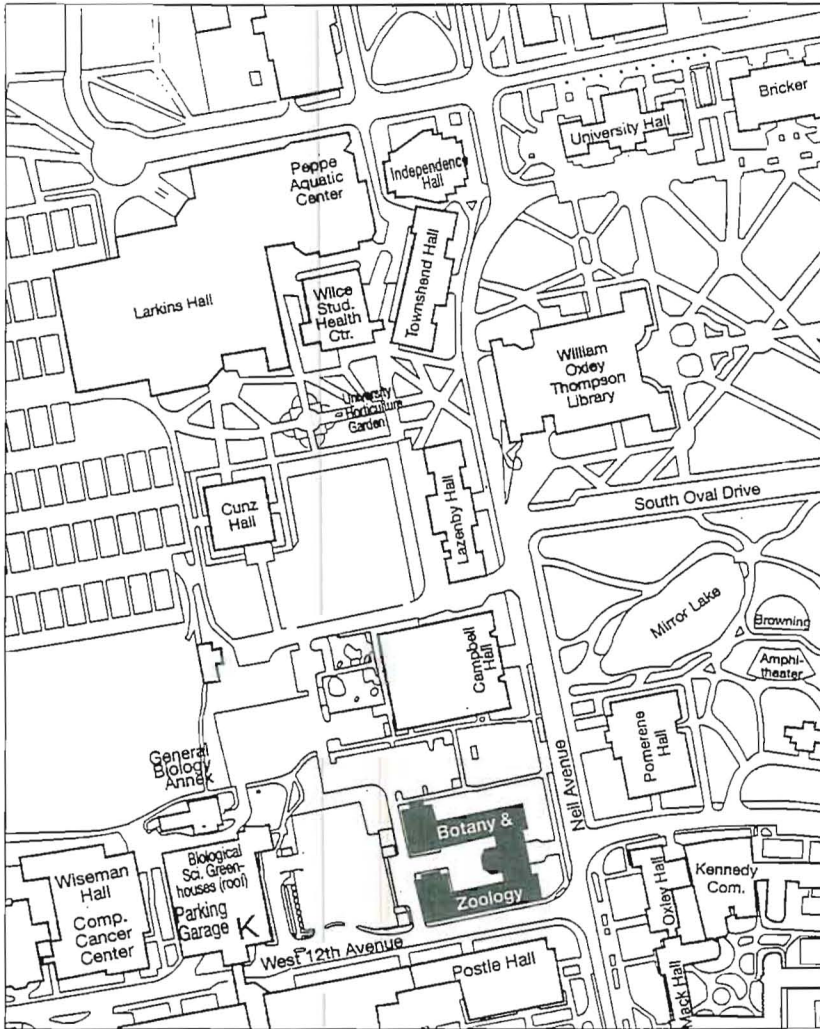 Bricker
University Hall
Peppe
Aquatic
Center
Independence
Hall
Townshend Hall
Larkins Hall
Wilce
Stud.
Health
Ctr.
William
Oxley
Thompson
Library
University
Horticulture
Garden
Cunz
Hall
Lazenby Hall
South Oval Drive
Mirror Lake
Browning
Amphi-
theater
Campbell
Hall
Pomerene
Hall
Neil Avenue
General
Biology
Annex
Botany &
Zoology
Biological
Sci. Green-
houses (roof)
Parking
Garage K
Wiseman
Hall
Comp.
Cancer
Center
West 12th Avenue
Postle Hall
Oxley Hall
Kennedy
Com.
Mack Hall